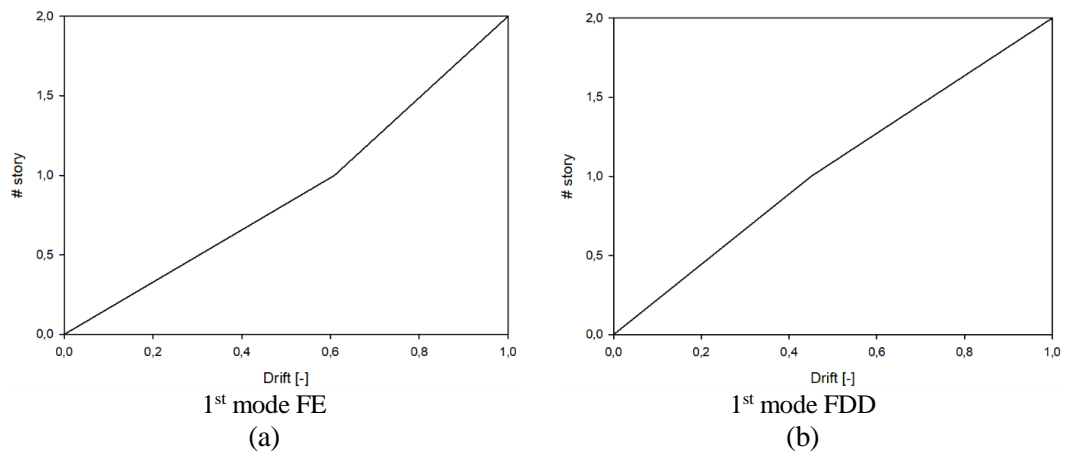 2,0
1,5
1,0
0,5
0,0
# story
0,0 0,2 0,4 0,6 0,8 1,0
Drift [-]
1st mode FE
(a)
2,0
1,5
1,0
0,5
0,0
# story
0,0 0,2 0,4 0,6 0,8 1,0
Drift [-]
1st mode FDD
(b)